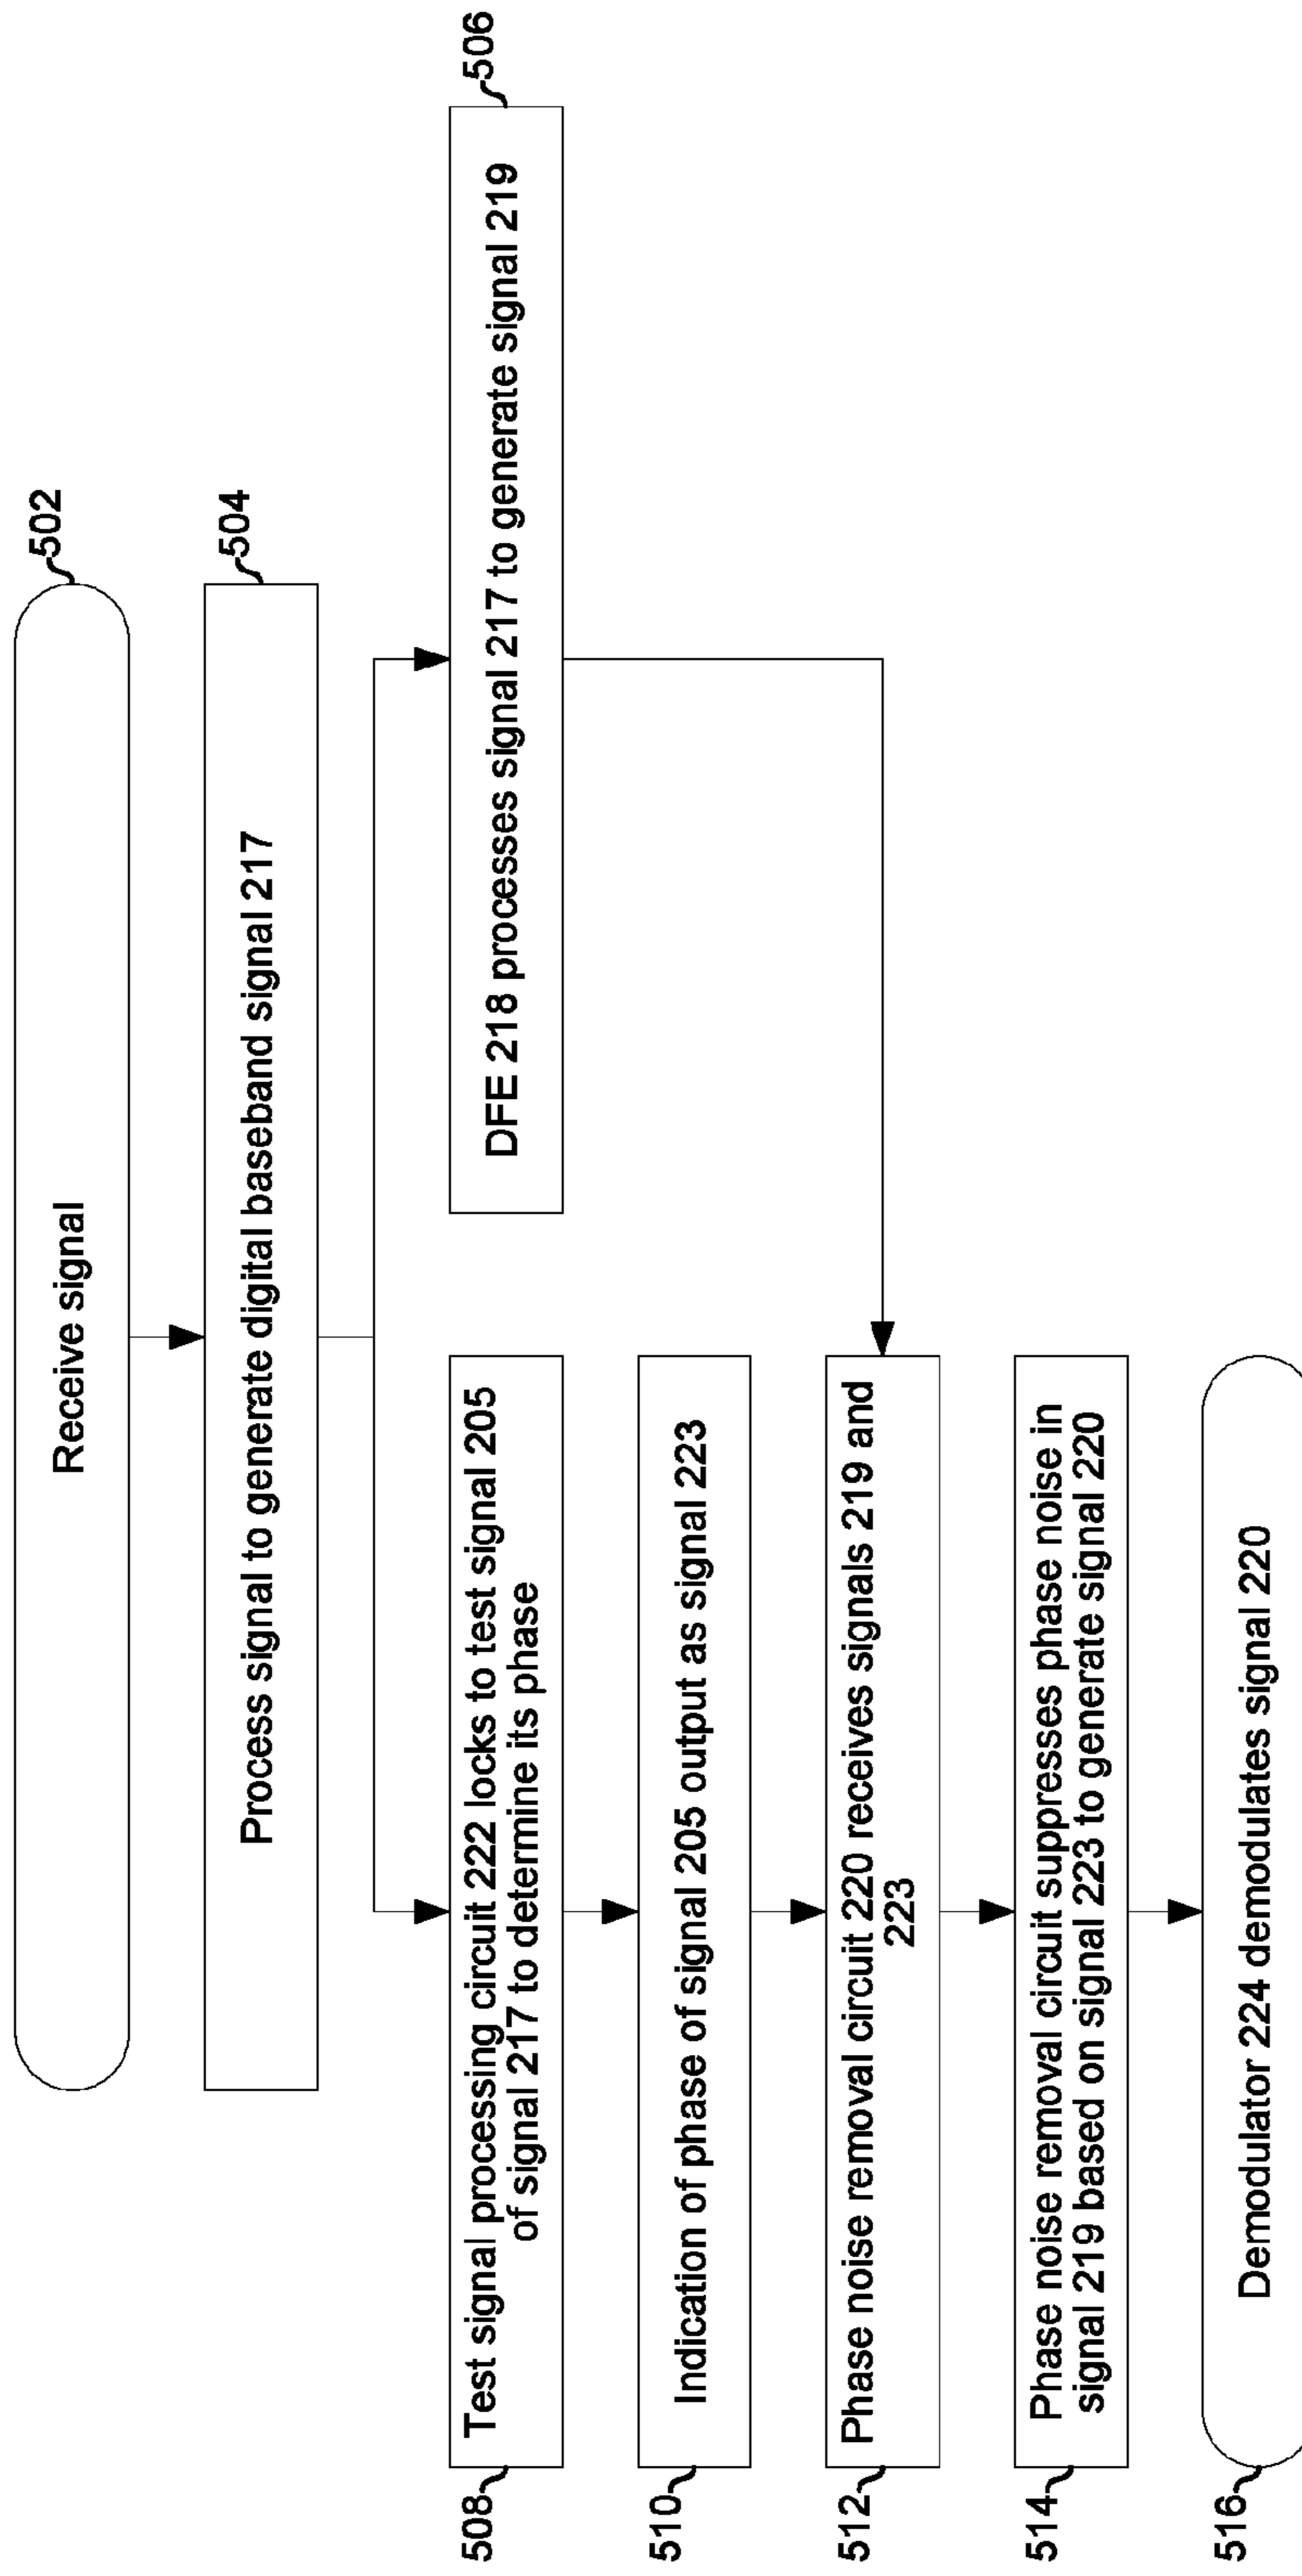 502
Receive signal
504
Process signal to generate digital baseband signal 217
506
DFE 218 processes signal 217 to generate signal 219
508
Test signal processing circuit 222 locks to test signal 205
of signal 217 to determine its phase
510
Indication of phase of signal 205 output as signal 223
512
Phase noise removal circuit 220 receives signals 219 and
223
514
Phase noise removal circuit suppresses phase noise in
signal 219 based on signal 223 to generate signal 220
516
Demodulator 224 demodulates signal 220